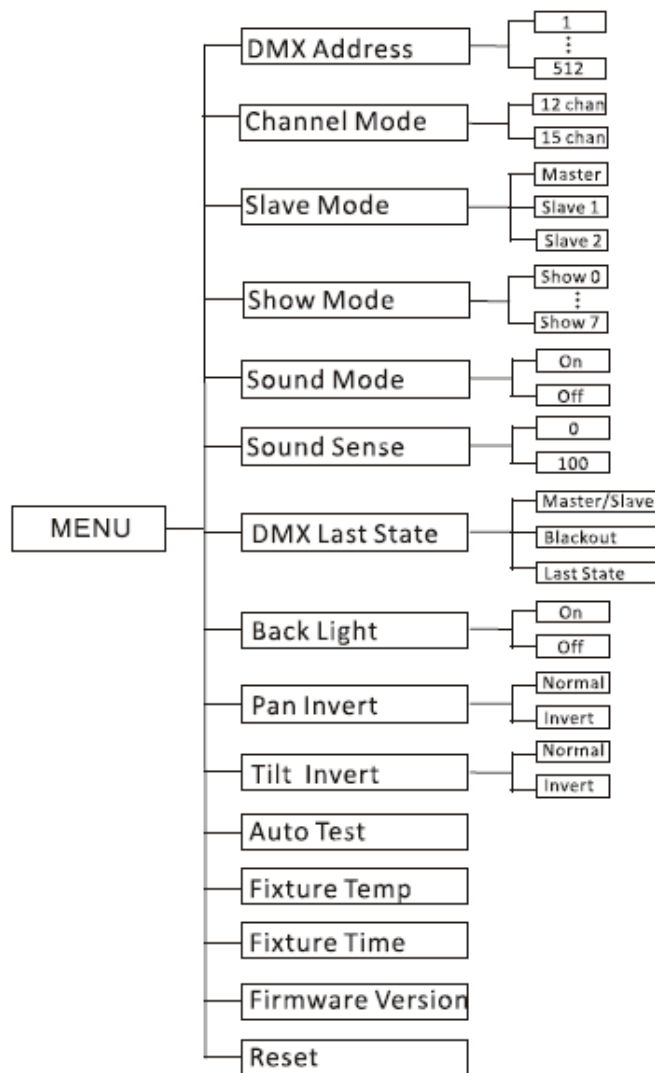 DMX Address
1
512
Channel Mode
12 chan
15 chan
Slave Mode
Master
Slave 1
Slave 2
Show Mode
Show 0
Show 7
Sound Mode
On
Off
Sound Sense
0
100
MENU
DMX Last State
Master/Slave
Blackout
Last State
Back Light
On
Off
Pan Invert
Normal
Invert
Tilt Invert
Normal
Invert
Auto Test
Fixture Temp
Fixture Time
Firmware Version
Reset